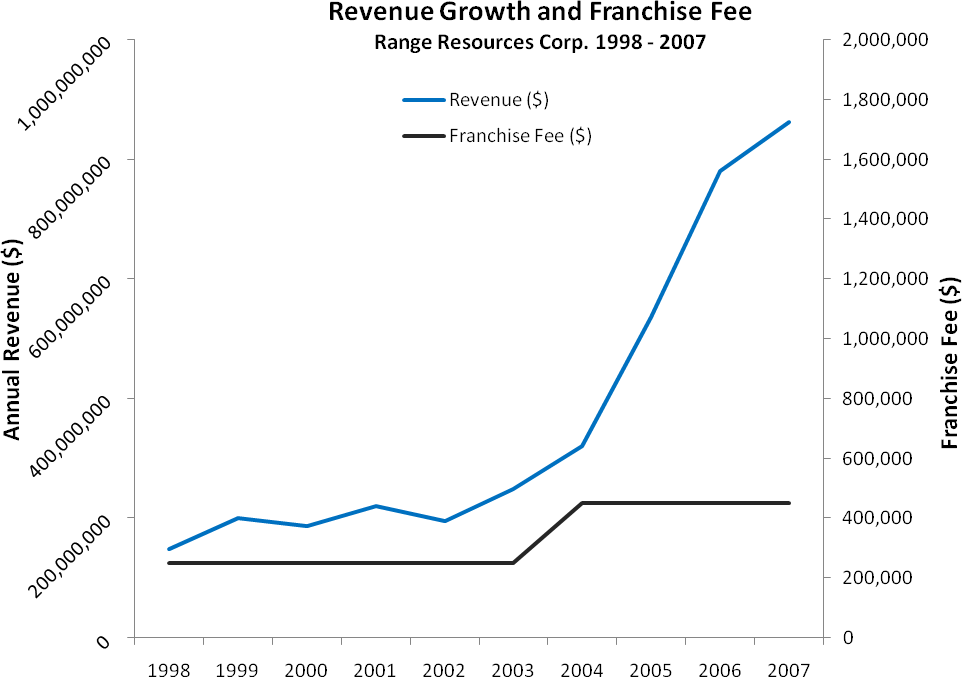 Revenue Growth and Franchise Fee
Range Resources Corp. 1998 - 2007
Revenue ($)
Franchise Fee ($)
Annual Revenue ($)
1,000,000,000
800,000,000
600,000,000
400,000,000
200,000,000
0
2,000,000
1,800,000
1,600,000
1,400,000
1,200,000
1,000,000
800,000
600,000
400,000
200,000
0
Franchise Fee ($)
1998 1999 2000 2001 2002 2003 2004 2005 2006 2007